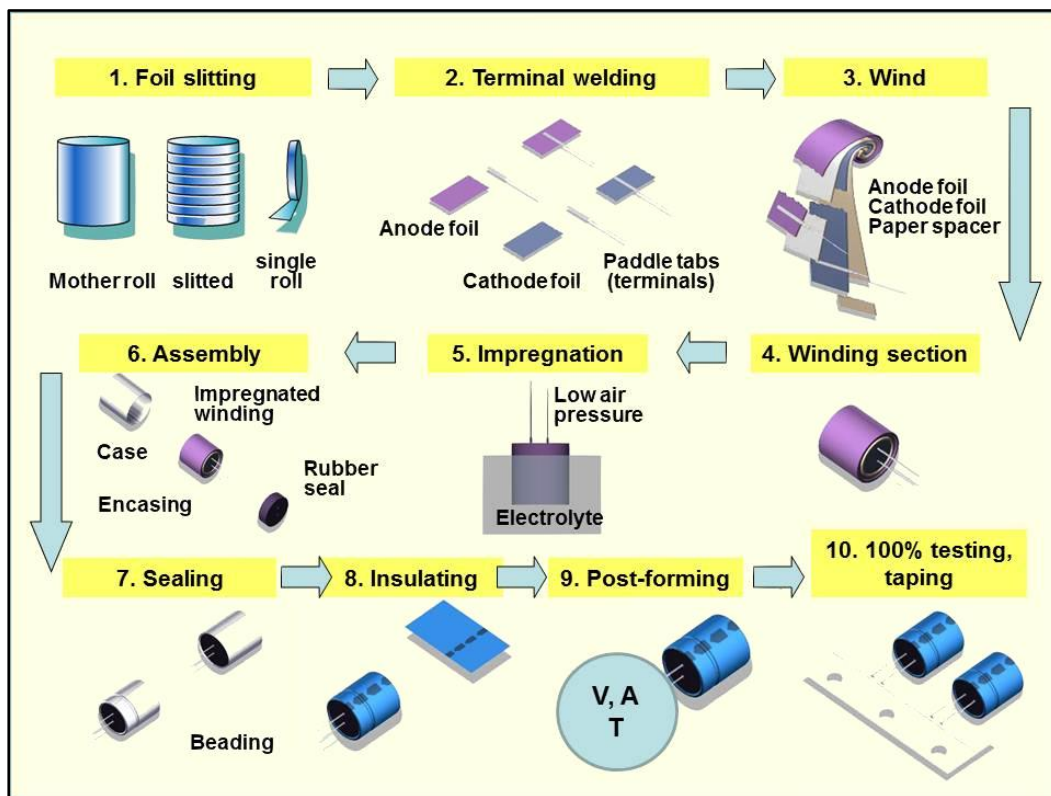 1. Foil slitting
2. Terminal welding
3. Wind
Mother roll
slitted
single
roll
Anode foil
Cathode foil
Paddle tabs
(terminals)
Anode foil
Cathode foil
Paper spacer
6. Assembly
5. Impregnation
4. Winding section
Impregnated
winding
Case
Encasing
Rubber
seal
Low air
pressure
Electrolyte
7. Sealing
8. Insulating
9. Post-forming
10. 100% testing,
taping
Beading
V, A
T